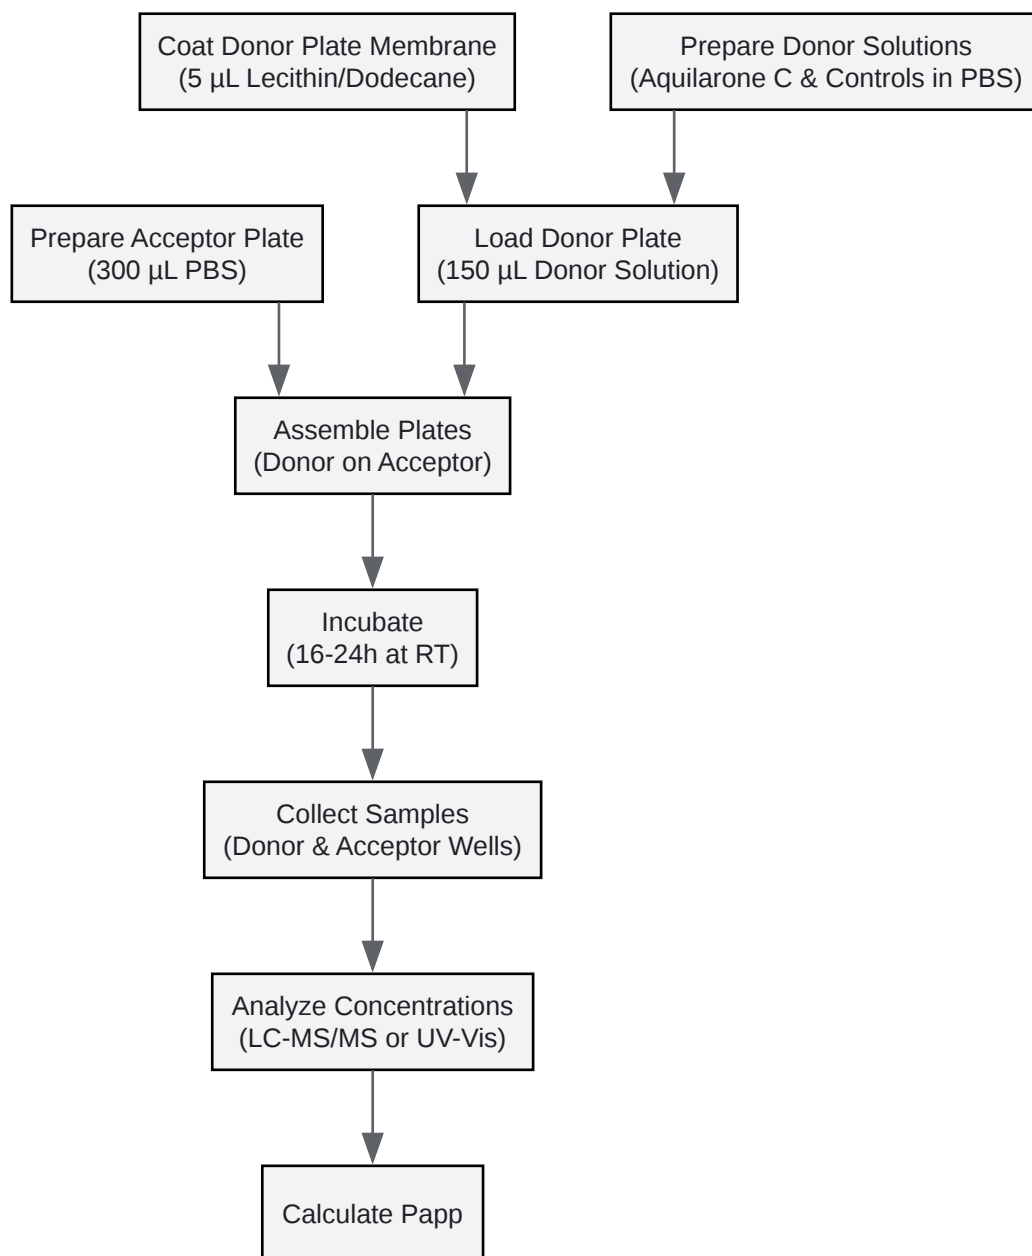 Coat Donor Plate Membrane
(5 µL Lecithin/Dodecane)
Prepare Donor Solutions
(Aquilarone C & Controls in PBS)
Prepare Acceptor Plate
(300 µL PBS)
Load Donor Plate
(150 µL Donor Solution)
Assemble Plates
(Donor on Acceptor)
Incubate
(16-24h at RT)
Collect Samples
(Donor & Acceptor Wells)
Analyze Concentrations
(LC-MS/MS or UV-Vis)
Calculate Papp